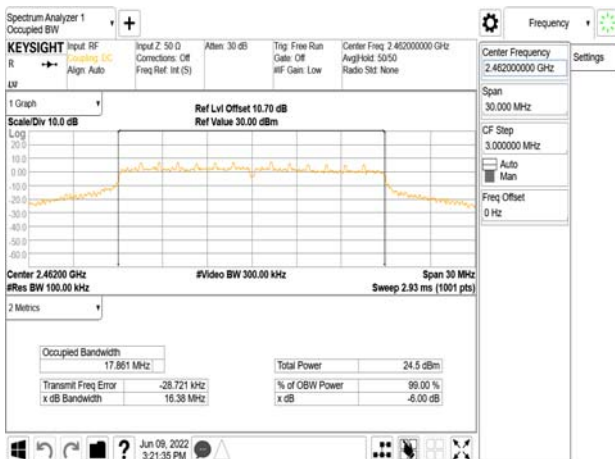 Spectrum Analyzer 1
Occupied BW
Frequency
KEYSIGHT
R
Input: RF
Coupling: DC
Align: Auto
Input Z: 50 Ω
Corrections: Off
Freq Ref: Int (S)
Atten: 30 dB
Trig: Free Run
Gate: Off
#IF Gain: Low
Center Freq: 2.462000000 GHz
Avg|Hold: 50/50
Radio Std: None
Center Frequency
2.462000000 GHz
Settings
Span
30.000 MHz
CF Step
3.000000 MHz
Auto
Man
Freq Offset
0 Hz
1 Graph
Scale/Div 10.0 dB
Ref Lvl Offset 10.70 dB
Ref Value 30.00 dBm
Log
20.0
10.0
0.00
-10.0
-20.0
-30.0
-40.0
-50.0
-60.0
Center 2.46200 GHz
#Res BW 100.00 kHz
#Video BW 300.00 kHz
Span 30 MHz
Sweep 2.93 ms (1001 pts)
2 Metrics
Occupied Bandwidth
17.861 MHz
Total Power 24.5 dBm
Transmit Freq Error -28.721 kHz
% of OBW Power 99.00 %
x dB Bandwidth 16.38 MHz
x dB -6.00 dB
?
Jun 09, 2022
3:21:35 PM